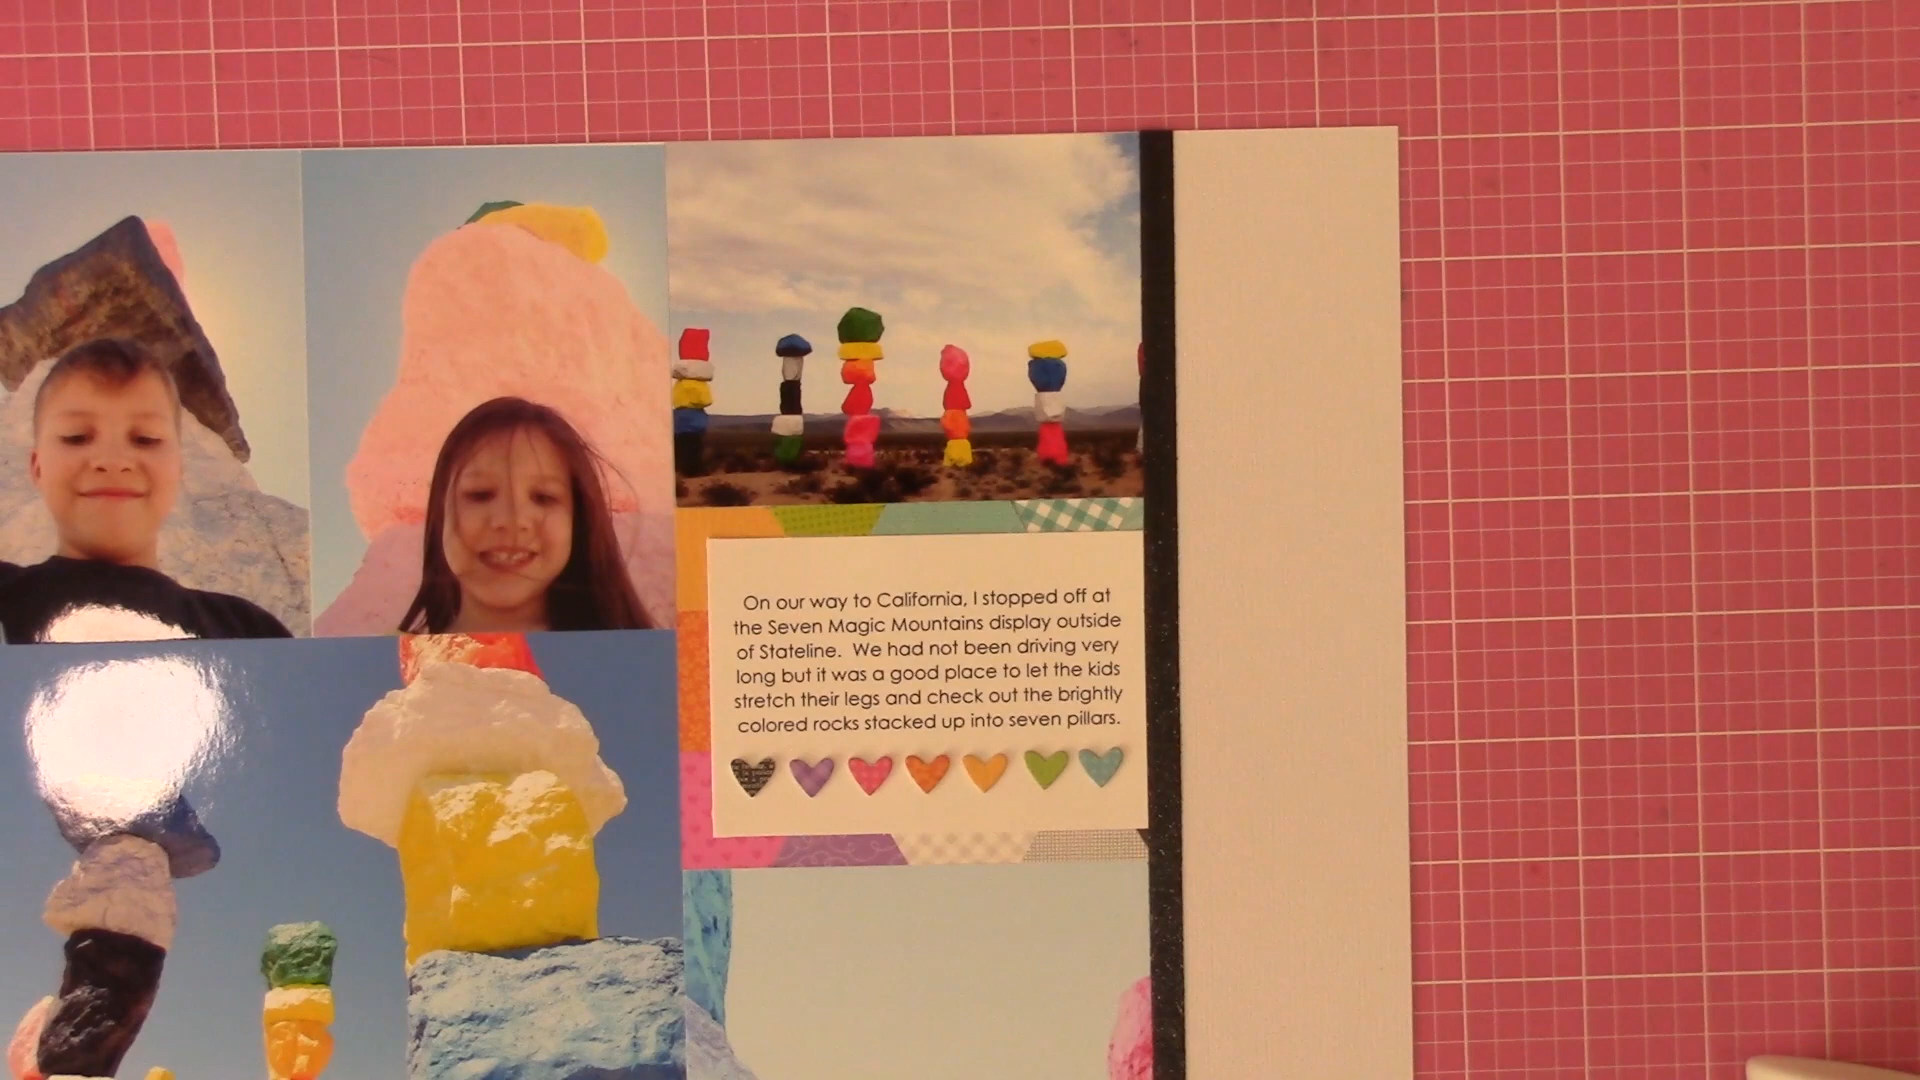 On our way to California, I stopped off at
the Seven Magic Mountains display outside
of Stateline.  We had not been driving very
long but it was a good place to let the kids
stretch their legs and check out the brightly
colored rocks stacked up into seven pillars.